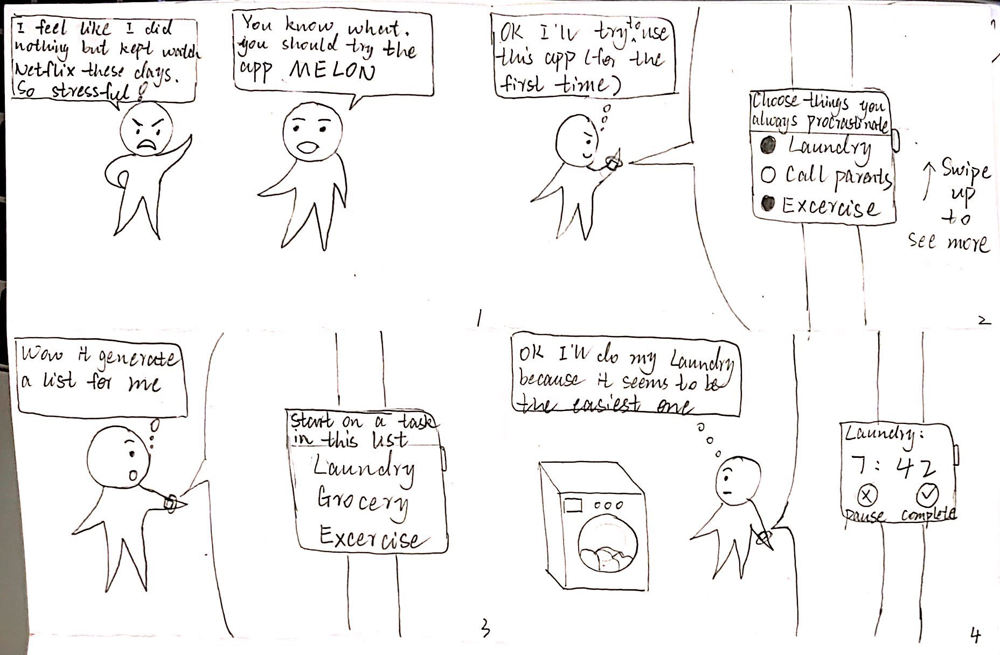 I feel like I did
nothing but kept watch
Netflix these days.
So stressful!
You know what.
you should try the
app MELON
1
OK I'll try to use
this app (for the
first time)
Choose things you
always procrastinate
Laundry
Call parents
Excercise
Swipe
up
to
see more
2
Wow it generate
a list for me
Start on a task
in this list
Laundry
Grocery
Excercise
3
OK I'll do my Laundry
because it seems to be
the easiest one
Laundry:
7:42
pause complete
4